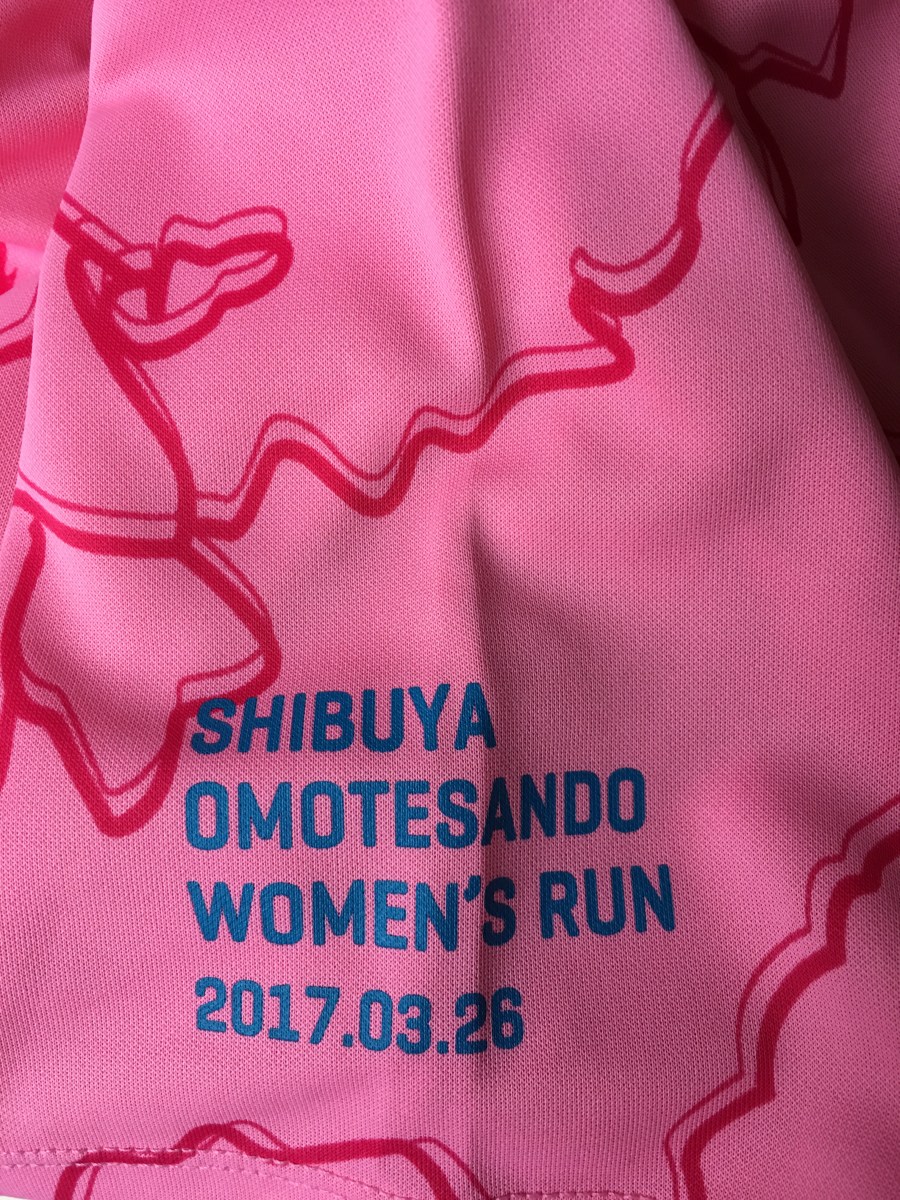 SHIBUYA
OMOTESANDO
WOMEN'S RUN
2017.03.26